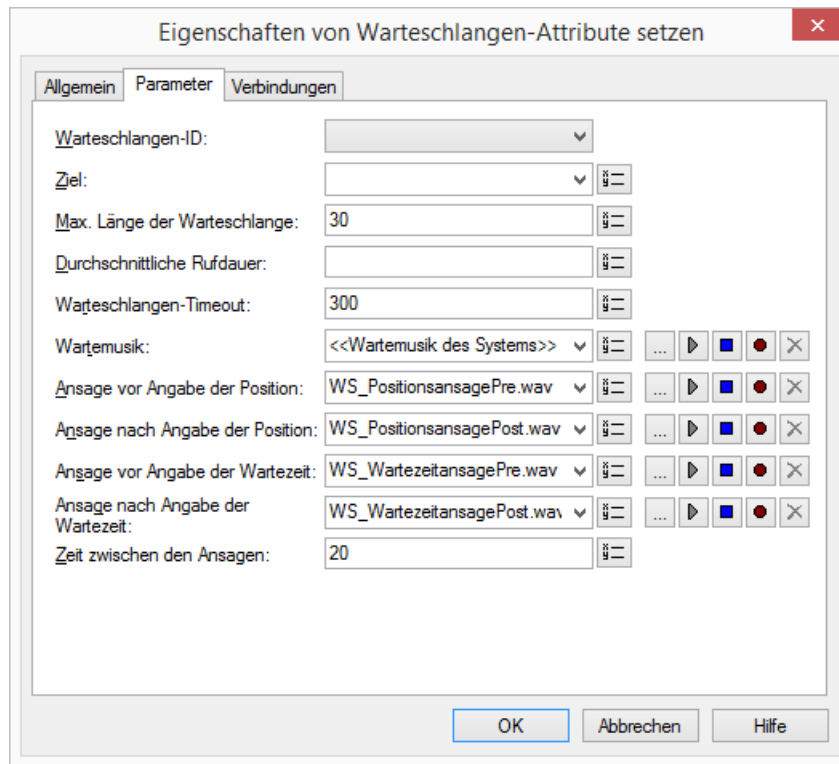 Eigenschaften von Warteschlangen-Attribute setzen
Allgemein Parameter Verbindungen
Warteschlangen-ID:
Ziel:
Max. Länge der Warteschlange: 30
Durchschnittliche Rufdauer:
Warteschlangen-Timeout: 300
Wartemusik: <<Wartemusik des Systems>> ...
Ansage vor Angabe der Position: WS_PositionsansagePre.wav ...
Ansage nach Angabe der Position: WS_PositionsansagePost.wav ...
Ansage vor Angabe der Wartezeit: WS_WartezeitansagePre.wav ...
Ansage nach Angabe der
Wartezeit: WS_WartezeitansagePost.wav ...
Zeit zwischen den Ansagen: 20
OK Abbrechen Hilfe